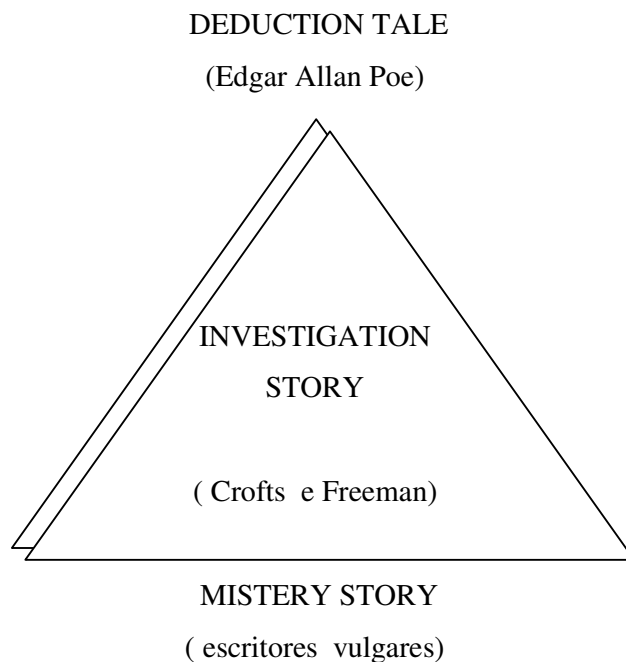 DEDUCTION TALE
(Edgar Allan Poe)
INVESTIGATION
STORY
( Crofts e Freeman)
MISTERY STORY
( escritores vulgares)